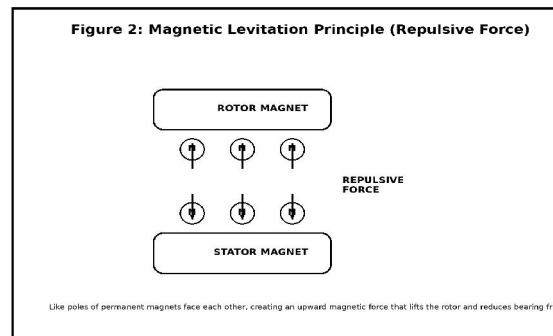 Figure 2: Magnetic Levitation Principle (Repulsive Force)
ROTOR MAGNET
N N N
REPULSIVE
FORCE
N N N
STATOR MAGNET
Like poles of permanent magnets face each other, creating an upward magnetic force that lifts the rotor and reduces bearing